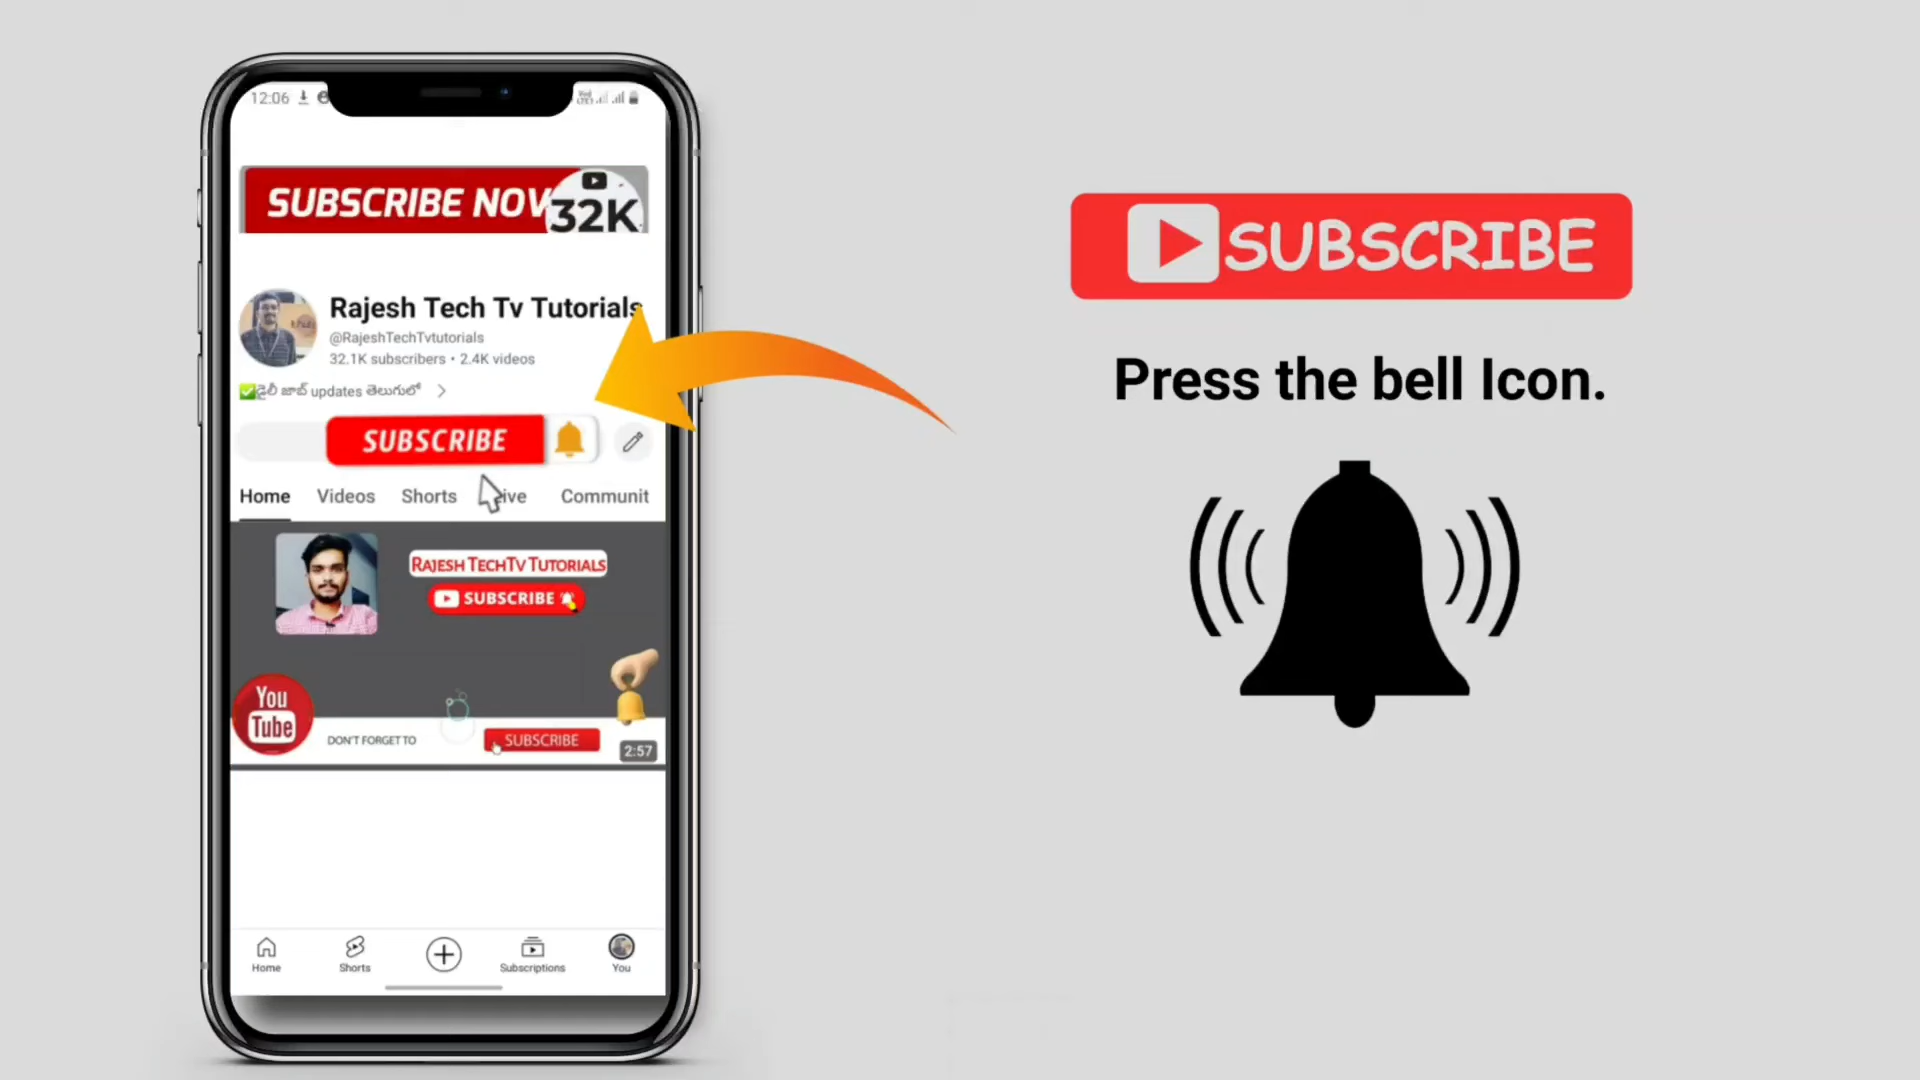 12:06
SUBSCRIBE NOW
32K
Rajesh Tech Tv Tutorials
@RajeshTechTvtutorials
32.1K subscribers • 2.4K videos
✅డైలీ జాబ్ updates తెలుగులో >
SUBSCRIBE
Home Videos Shorts Live Communit
RAJESH TECHTV TUTORIALS
SUBSCRIBE
You
Tube
DON'T FORGET TO
SUBSCRIBE
2:57
Home Shorts Subscriptions You
SUBSCRIBE
Press the bell Icon.